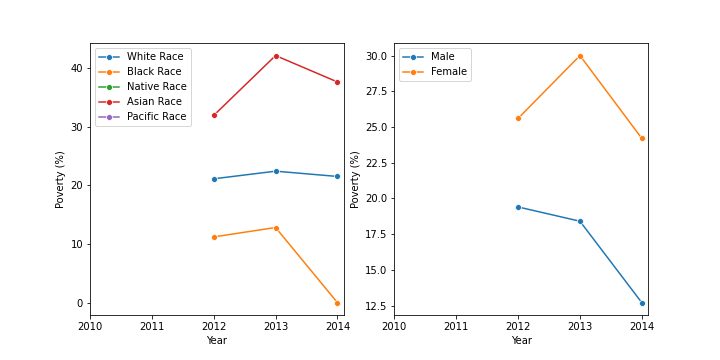 White Race
Black Race
Native Race
Asian Race
Pacific Race
40
30
20
10
0
Poverty (%)
2010 2011 2012 2013 2014
Year
Male
Female
30.0
27.5
25.0
22.5
20.0
17.5
15.0
12.5
Poverty (%)
2010 2011 2012 2013 2014
Year